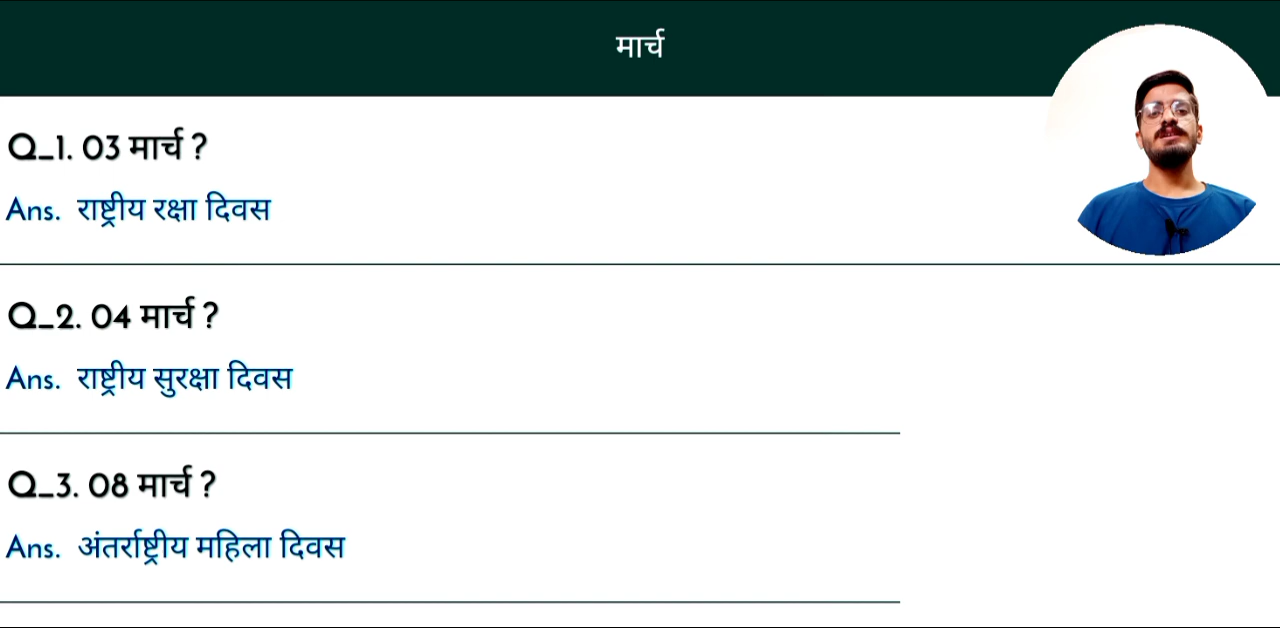 मार्च
Q_1. 03 मार्च ?
Ans. राष्ट्रीय रक्षा दिवस
Q_2. 04 मार्च ?
Ans. राष्ट्रीय सुरक्षा दिवस
Q_3. 08 मार्च ?
Ans. अंतर्राष्ट्रीय महिला दिवस